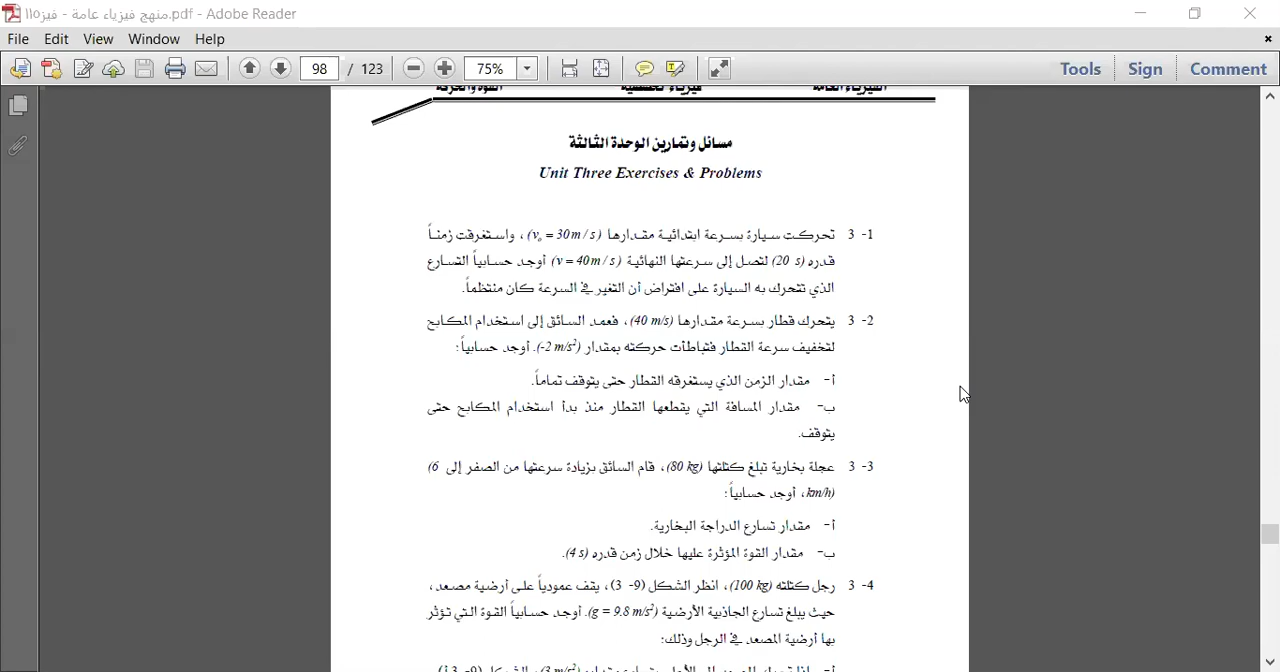 منهج فيزياء عامة - فيز١١٥.pdf - Adobe Reader
File Edit View Window Help
98 / 123 75% Tools Sign Comment
مسائل وتمارين الوحدة الثالثة
Unit Three Exercises & Problems
3 -1 تحركت سيارة بسرعة ابتدائية مقدارها (v₀ = 30 m / s)، واستغرقت زمناً
قدره (20 s) لتصل إلى سرعتها النهائية (v = 40 m / s) أوجد حسابياً التسارع
الذي تتحرك به السيارة على افتراض أن التغير في السرعة كان منتظماً.
3 -2 يتحرك قطار بسرعة مقدارها (40 m/s)، فعمد السائق إلى استخدام المكابح
لتخفيف سرعة القطار فتباطأت حركته بمقدار (-2 m/s²). أوجد حسابياً:
أ- مقدار الزمن الذي يستغرقه القطار حتى يتوقف تماماً.
ب- مقدار المسافة التي يقطعها القطار منذ بدأ استخدام المكابح حتى
يتوقف.
3 -3 عجلة بخارية تبلغ كتلتها (80 kg)، قام السائق بزيادة سرعتها من الصفر إلى (6
km/h)، أوجد حسابياً:
أ- مقدار تسارع الدراجة البخارية.
ب- مقدار القوة المؤثرة عليها خلال زمن قدره (4 s).
3 -4 رجل كتلته (100 kg)، انظر الشكل (9- 3)، يقف عمودياً على أرضية مصعد،
حيث يبلغ تسارع الجاذبية الأرضية (g = 9.8 m/s²). أوجد حسابياً القوة التي تؤثر
بها أرضية المصعد في الرجل وذلك: